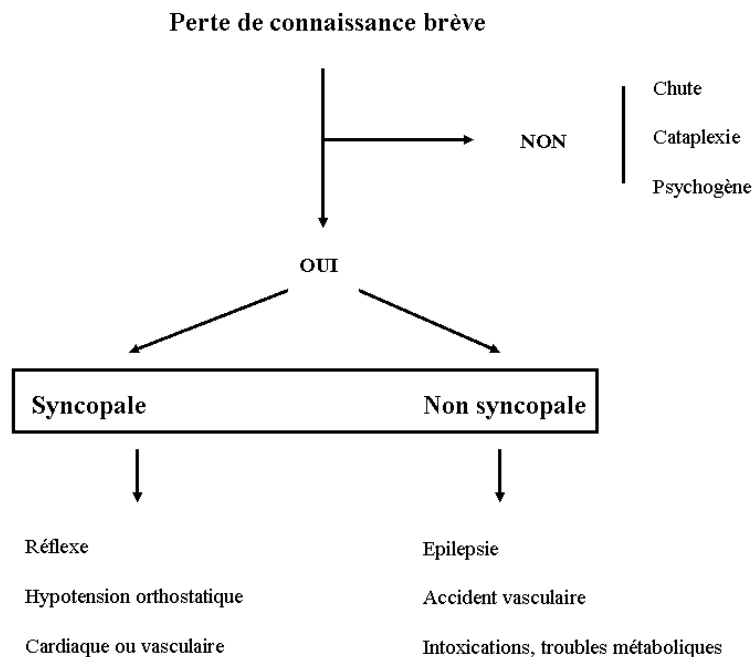 Perte de connaissance brève
Chute
NON
Cataplexie
Psychogène
OUI
Syncopale
Non syncopale
Réflexe
Epilepsie
Hypotension orthostatique
Accident vasculaire
Cardiaque ou vasculaire
Intoxications, troubles métaboliques